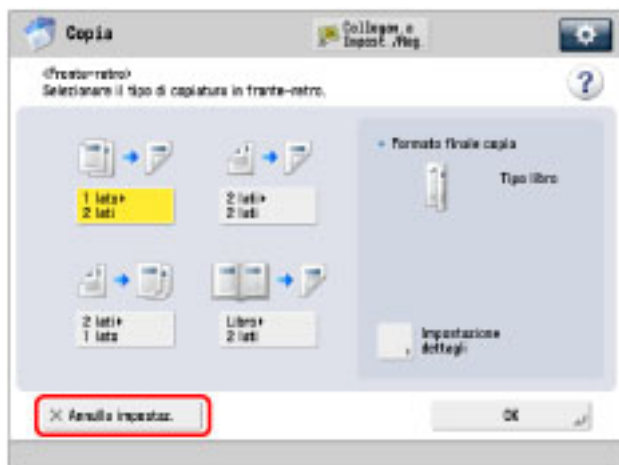 Copia
Collegam. e
Impost./Reg.
<Fronte-retro>
Selezionare il tipo di copiatura in fronte-retro.
?
1 lato▸
2 lati
2 lati▸
2 lati
2 lati▸
1 lato
Libro▸
2 lati
Formato finale copia
Tipo libro
Impostazione
dettagli
× Annulla impostaz.
OK